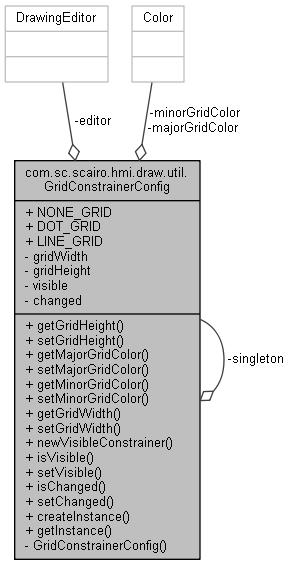 DrawingEditor
Color
-editor
-minorGridColor
-majorGridColor
com.sc.scairo.hmi.draw.util.
GridConstrainerConfig
+ NONE_GRID
+ DOT_GRID
+ LINE_GRID
- gridWidth
- gridHeight
- visible
- changed
+ getGridHeight()
+ setGridHeight()
+ getMajorGridColor()
+ setMajorGridColor()
+ getMinorGridColor()
+ setMinorGridColor()
+ getGridWidth()
+ setGridWidth()
+ newVisibleConstrainer()
+ isVisible()
+ setVisible()
+ isChanged()
+ setChanged()
+ createInstance()
+ getInstance()
- GridConstrainerConfig()
-singleton